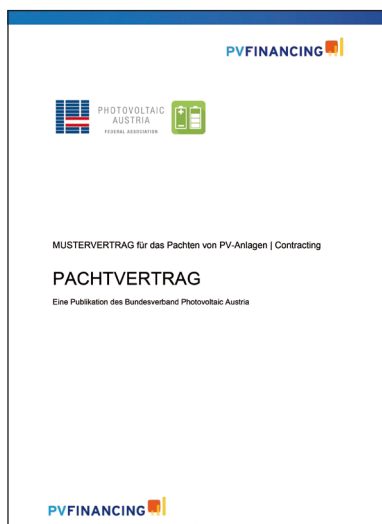 PVFINANCING
PHOTOVOLTAIC
AUSTRIA
FEDERAL ASSOCIATION
MUSTERVERTRAG für das Pachten von PV-Anlagen | Contracting
PACHTVERTRAG
Eine Publikation des Bundesverband Photovoltaic Austria
PVFINANCING